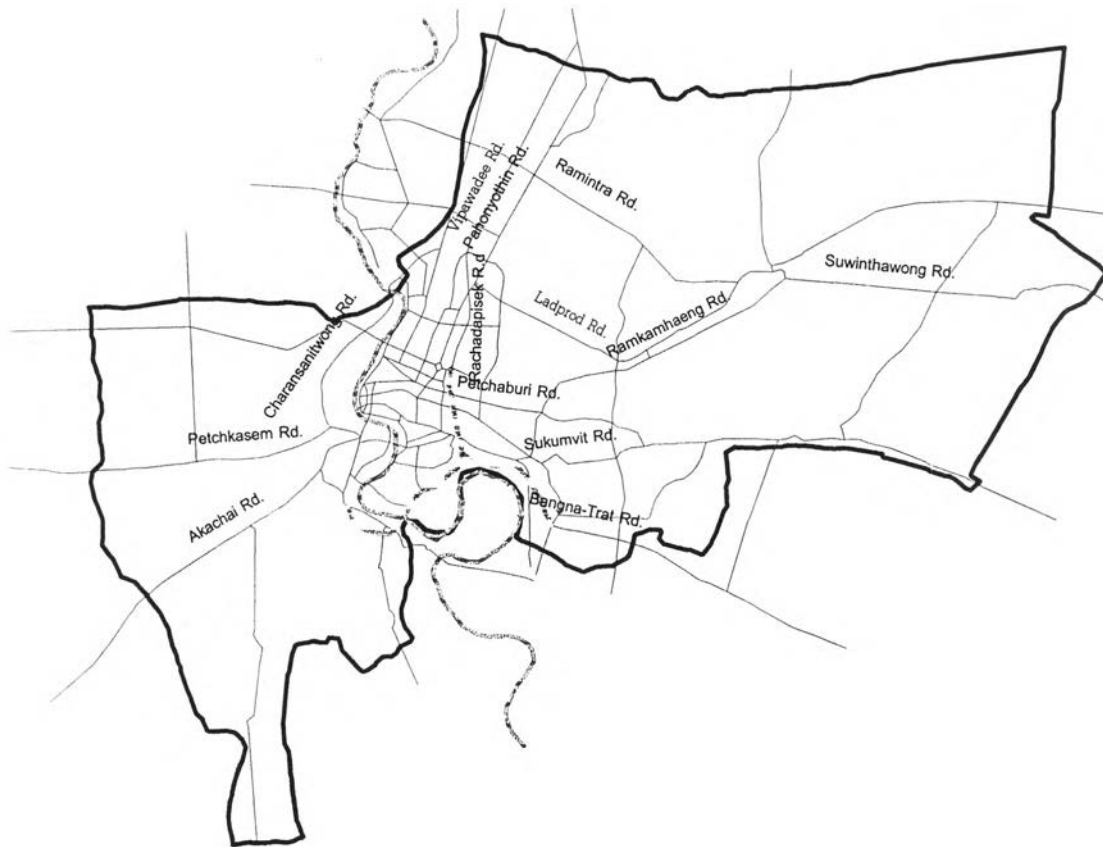 Vipawadee Rd.
Pahonyothin Rd.
Ramintra Rd.
Suwinthawong Rd.
Rachadapisek R.d
Ladprod Rd.
Ramkamhaeng Rd.
Charansanitwong Rd.
Petchaburi Rd.
Petchkasem Rd.
Sukumvit Rd.
Akachai Rd.
Bangna-Trat Rd.